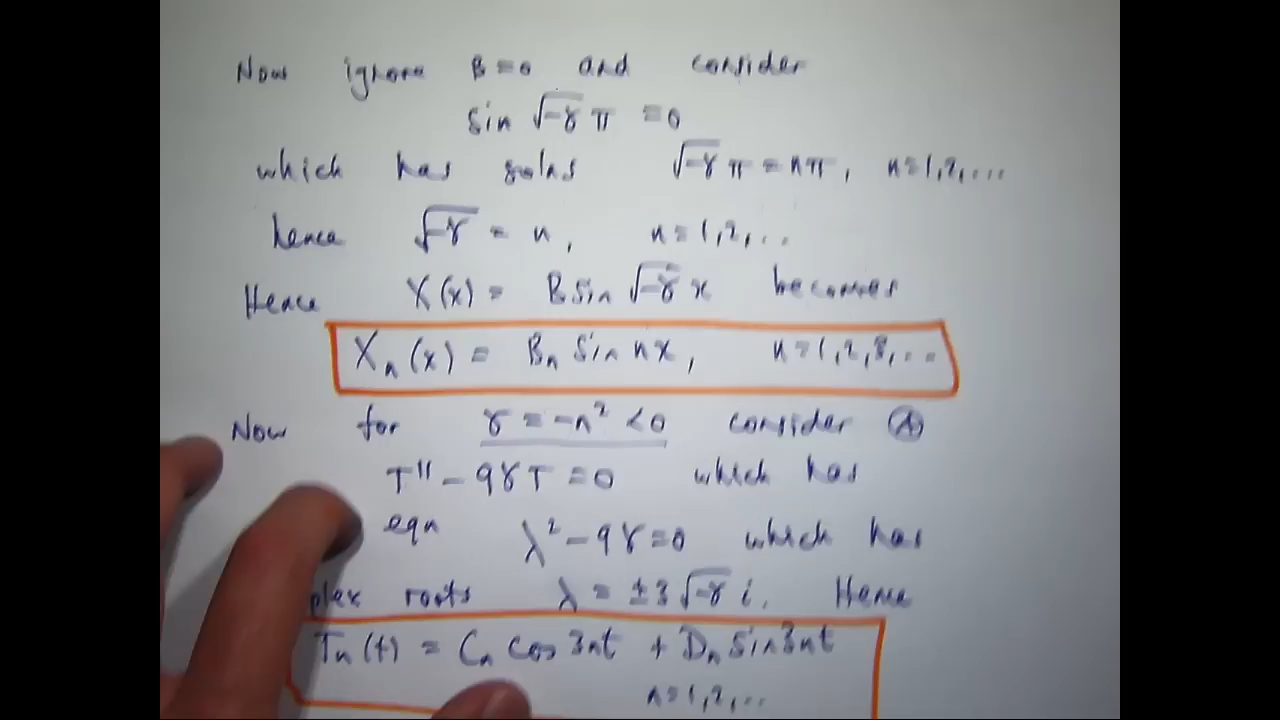 Now ignore B=0 and consider
sin √-γ π = 0
which has solns √-γ π = nπ, n=1,2,...
hence √-γ = n, n=1,2,...
Hence X(x) = B sin √-γ x becomes
Xₙ(x) = Bₙ sin nx, n=1,2,3,...
Now for γ = -n² < 0 consider Ⓐ
T'' - 9γT = 0 which has
eqn λ² - 9γ = 0 which has
plex roots λ = ±3√-γ i. Hence
Tₙ(t) = Cₙ cos 3nt + Dₙ sin 3nt
n=1,2,...